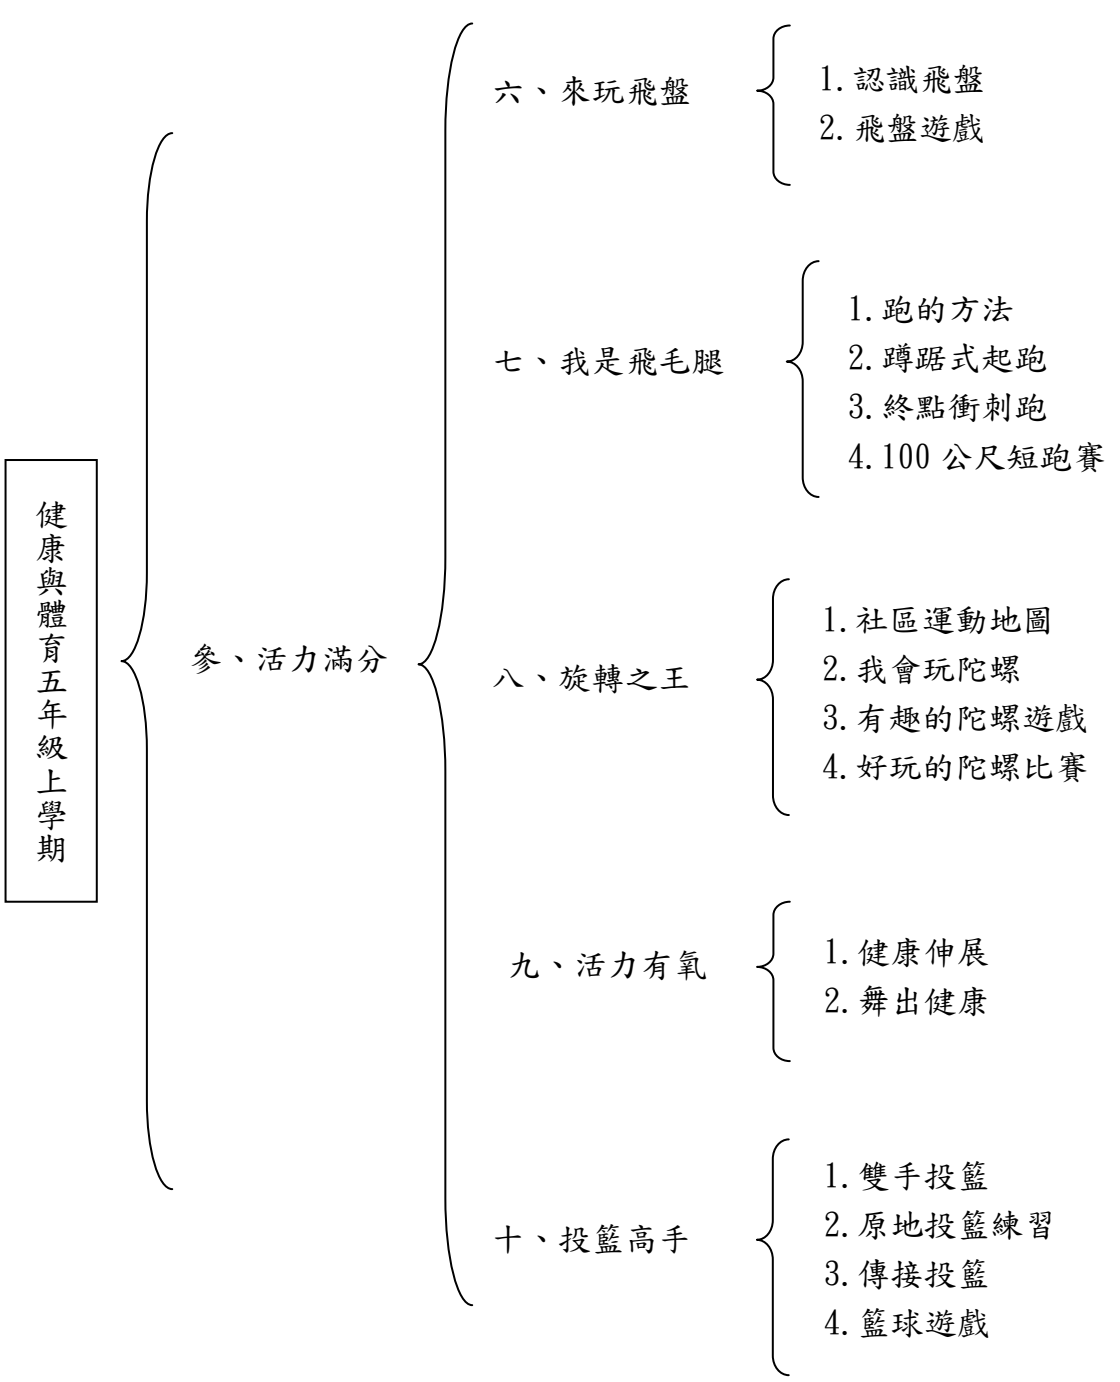 健康與體育五年級上學期
參、活力滿分
六、來玩飛盤
1.認識飛盤
2.飛盤遊戲
七、我是飛毛腿
1.跑的方法
2.蹲踞式起跑
3.終點衝刺跑
4.100公尺短跑賽
八、旋轉之王
1.社區運動地圖
2.我會玩陀螺
3.有趣的陀螺遊戲
4.好玩的陀螺比賽
九、活力有氧
1.健康伸展
2.舞出健康
十、投籃高手
1.雙手投籃
2.原地投籃練習
3.傳接投籃
4.籃球遊戲